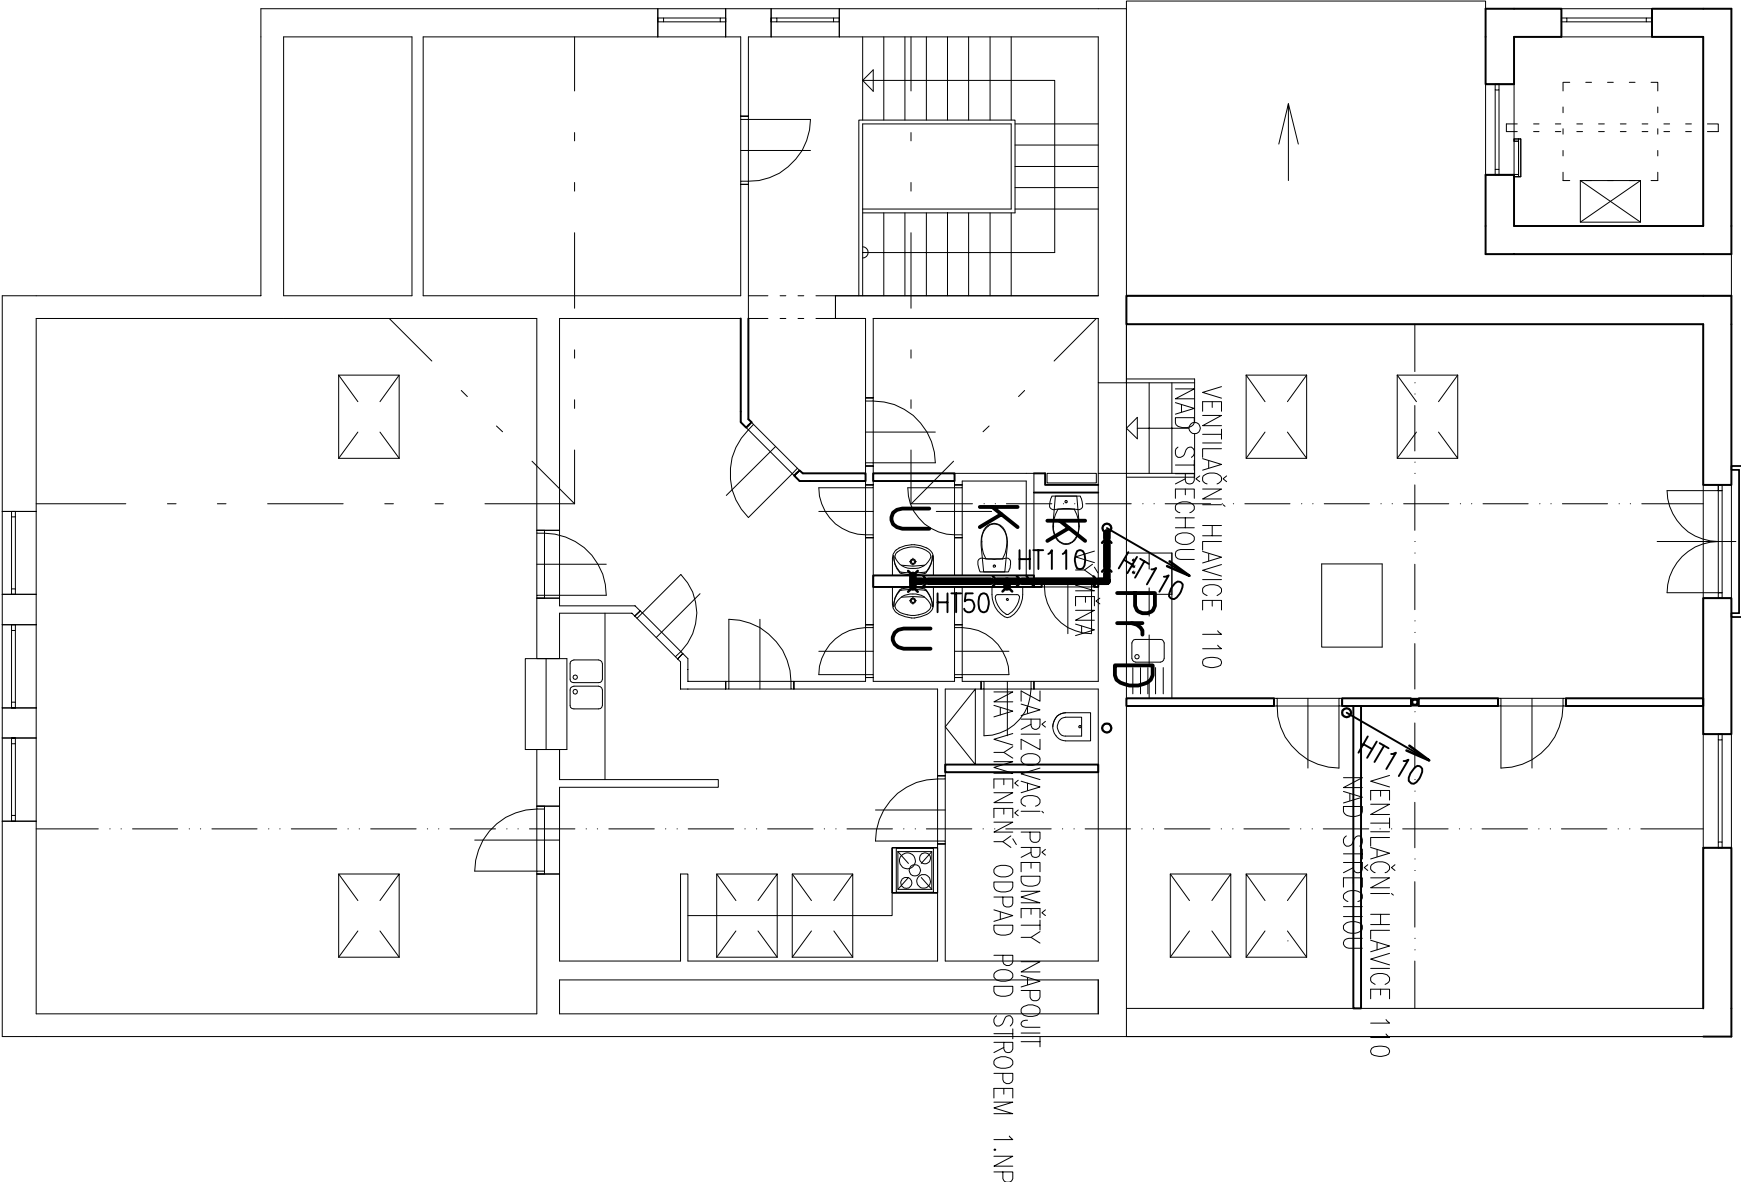 VENTILAČNÍ HLAVICE 110
NAD STŘECHOU
U
K
K
HT110
HT110
VÝMĚNA
HT50
U
Pr
D
HT110
ZAŘIZOVACÍ PŘEDMĚTY NAPOJIT
NA VYMĚNĚNÝ ODPAD POD STROPEM 1.NP
VENTILAČNÍ HLAVICE 110
NAD STŘECHOU